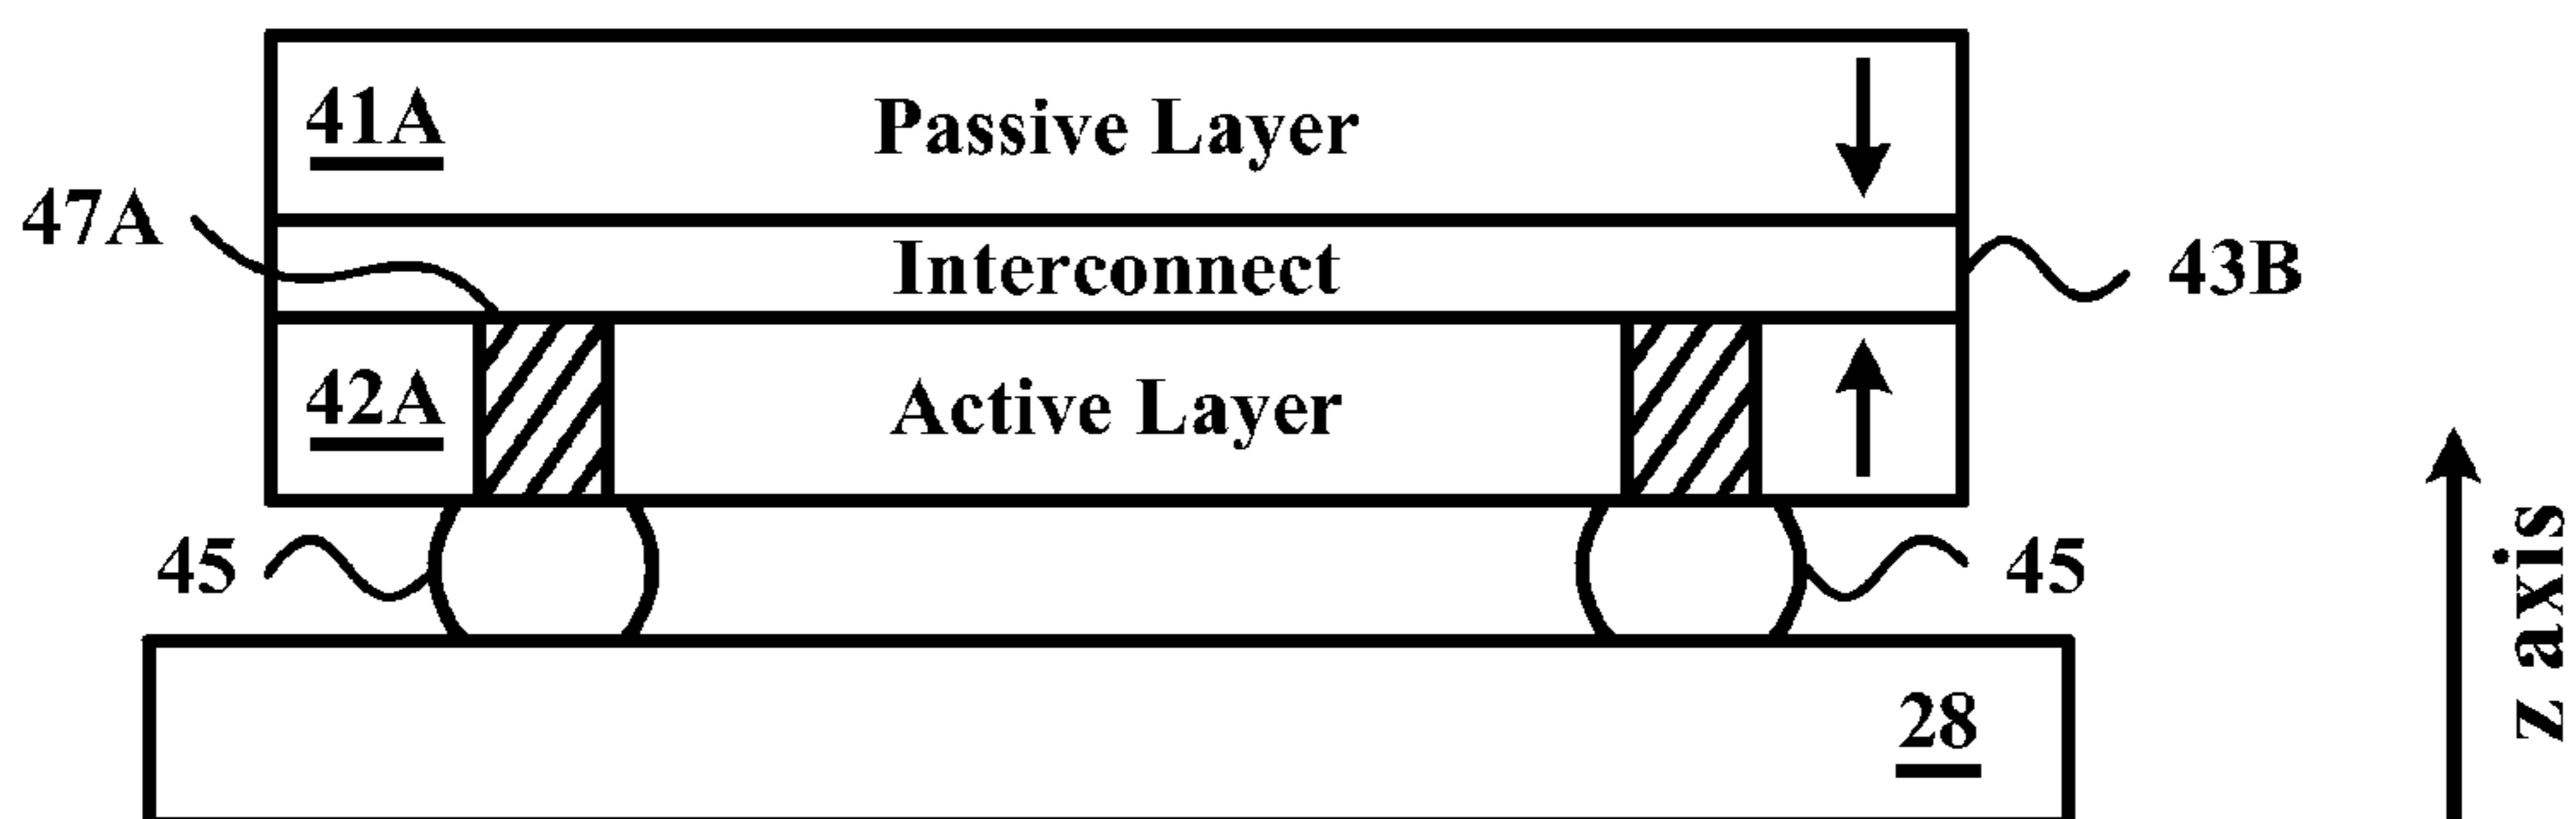 41A
Passive Layer
47A
Interconnect
43B
42A
Active Layer
45
45
z axis
28